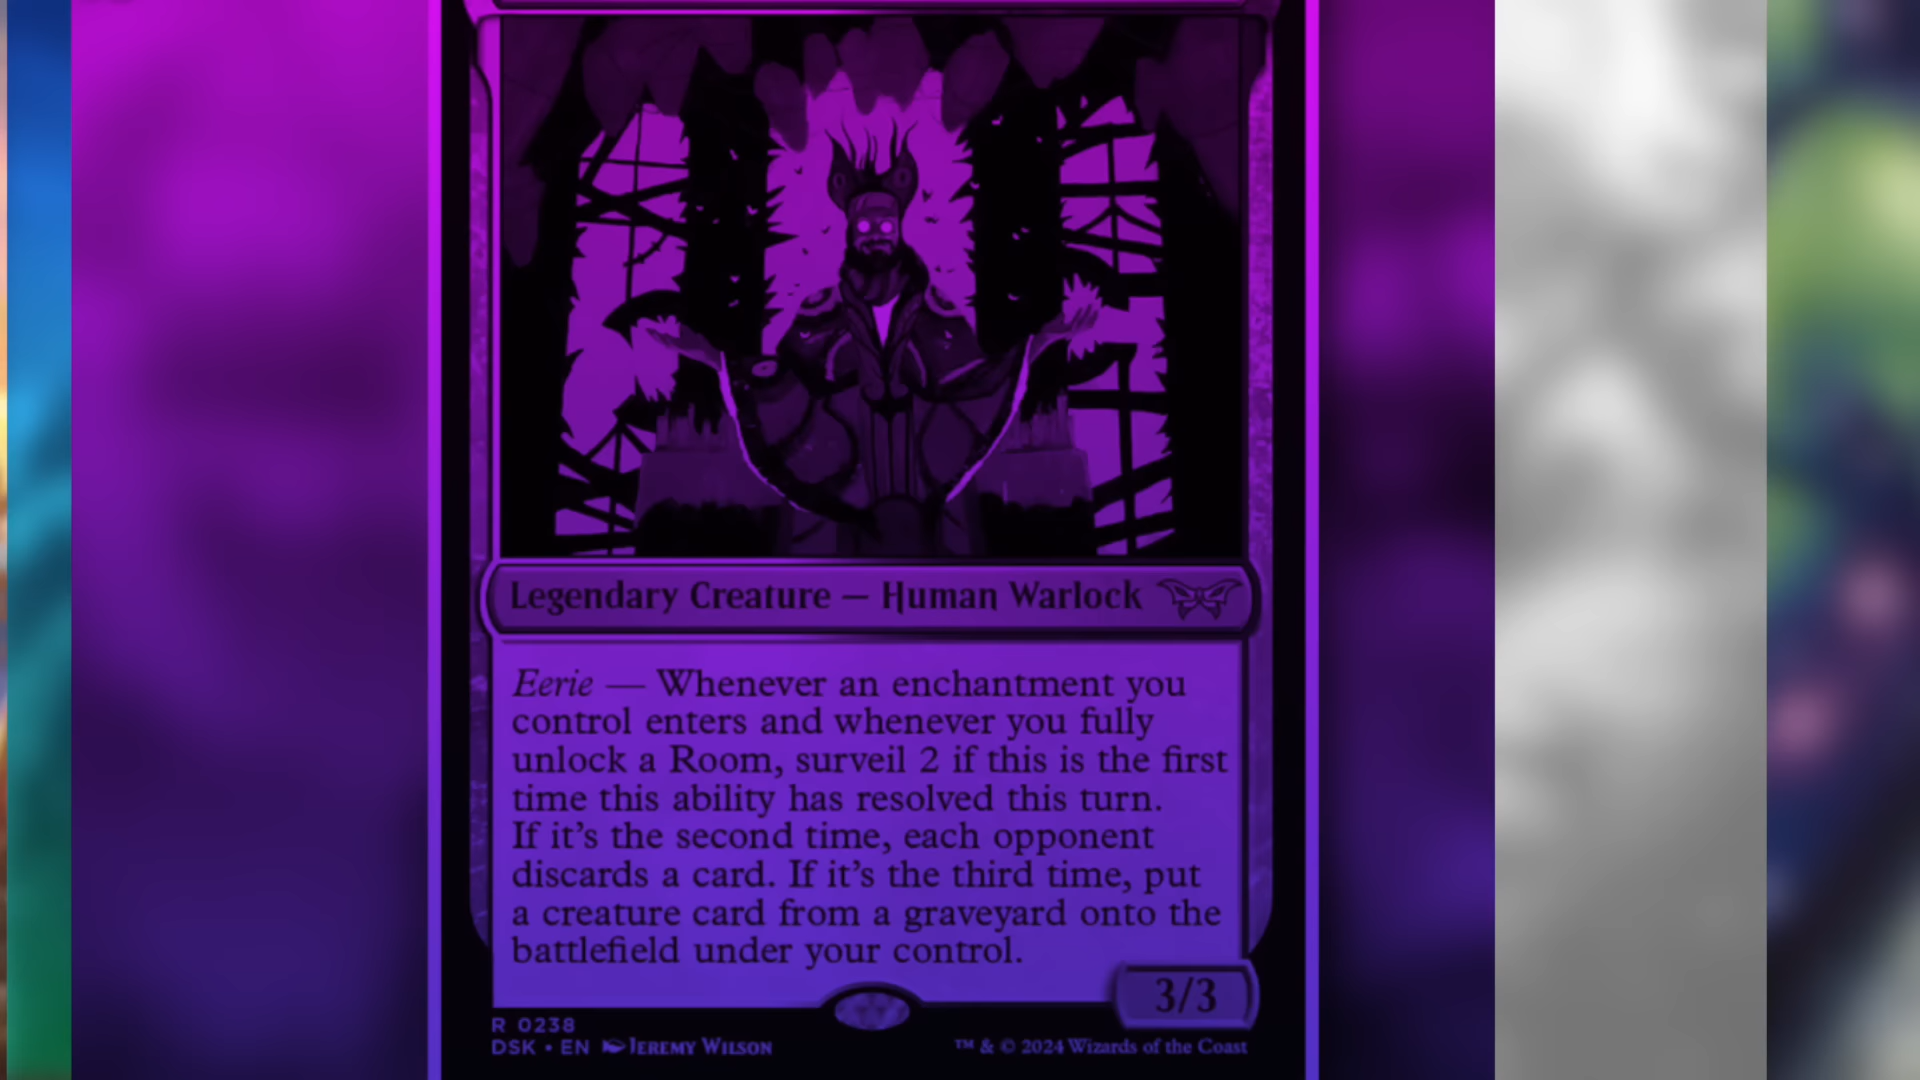 Legendary Creature — Human Warlock
Eerie — Whenever an enchantment you
control enters and whenever you fully
unlock a Room, surveil 2 if this is the first
time this ability has resolved this turn.
If it's the second time, each opponent
discards a card. If it's the third time, put
a creature card from a graveyard onto the
battlefield under your control.
3/3
R 0238
DSK • EN JEREMY WILSON
™ & © 2024 Wizards of the Coast